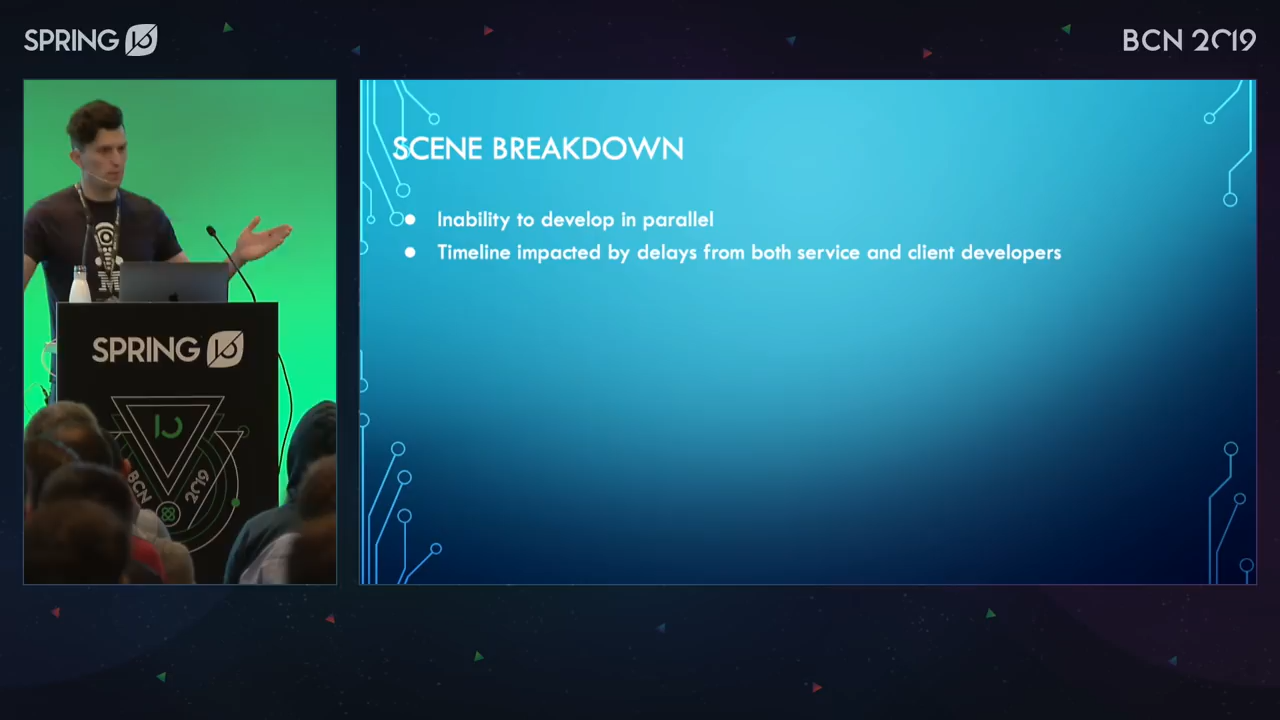 SPRING IO
BCN 2019
SCENE BREAKDOWN
● Inability to develop in parallel
● Timeline impacted by delays from both service and client developers
SPRING IO
IO
BCN
2019